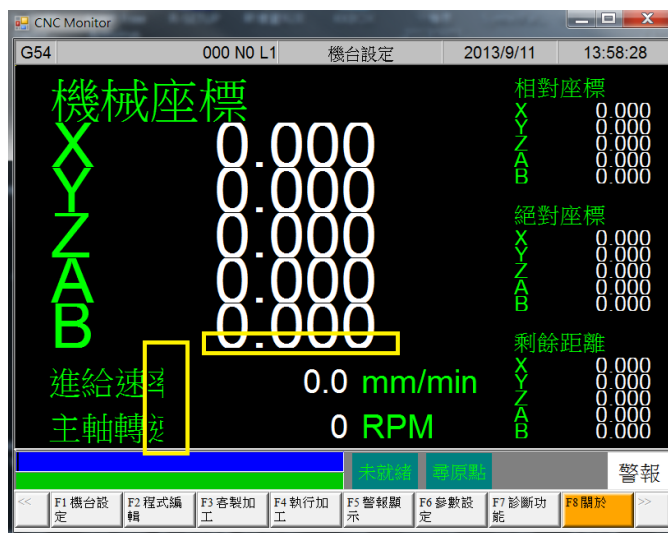 CNC Monitor
G54 000 N0 L1 機台設定 2013/9/11 13:58:28
機械座標
X 0.000
Y 0.000
Z 0.000
A 0.000
B 0.000
進給速率 0.0 mm/min
主軸轉速 0 RPM
相對座標
X 0.000
Y 0.000
Z 0.000
A 0.000
B 0.000
絕對座標
X 0.000
Y 0.000
Z 0.000
A 0.000
B 0.000
剩餘距離
X 0.000
Y 0.000
Z 0.000
A 0.000
B 0.000
未就緒 尋原點 警報
<< F1 機台設定 F2 程式編輯 F3 客製加工 F4 執行加工 F5 警報顯示 F6 參數設定 F7 診斷功能 F8 關於 >>